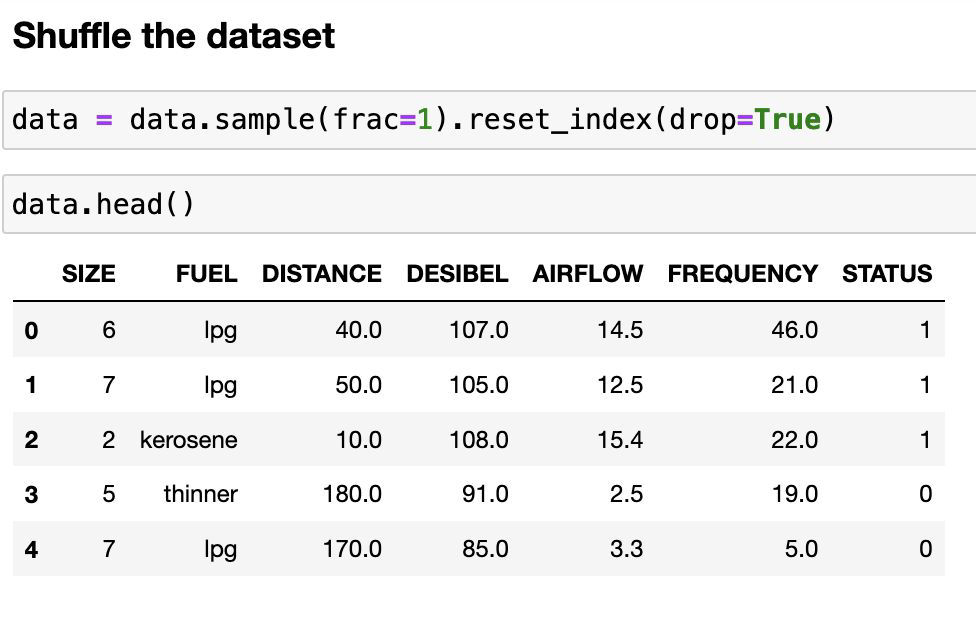 Shuffle the dataset
data = data.sample(frac=1).reset_index(drop=True)
data.head()
SIZE FUEL DISTANCE DESIBEL AIRFLOW FREQUENCY STATUS
0 6 lpg 40.0 107.0 14.5 46.0 1
1 7 lpg 50.0 105.0 12.5 21.0 1
2 2 kerosene 10.0 108.0 15.4 22.0 1
3 5 thinner 180.0 91.0 2.5 19.0 0
4 7 lpg 170.0 85.0 3.3 5.0 0